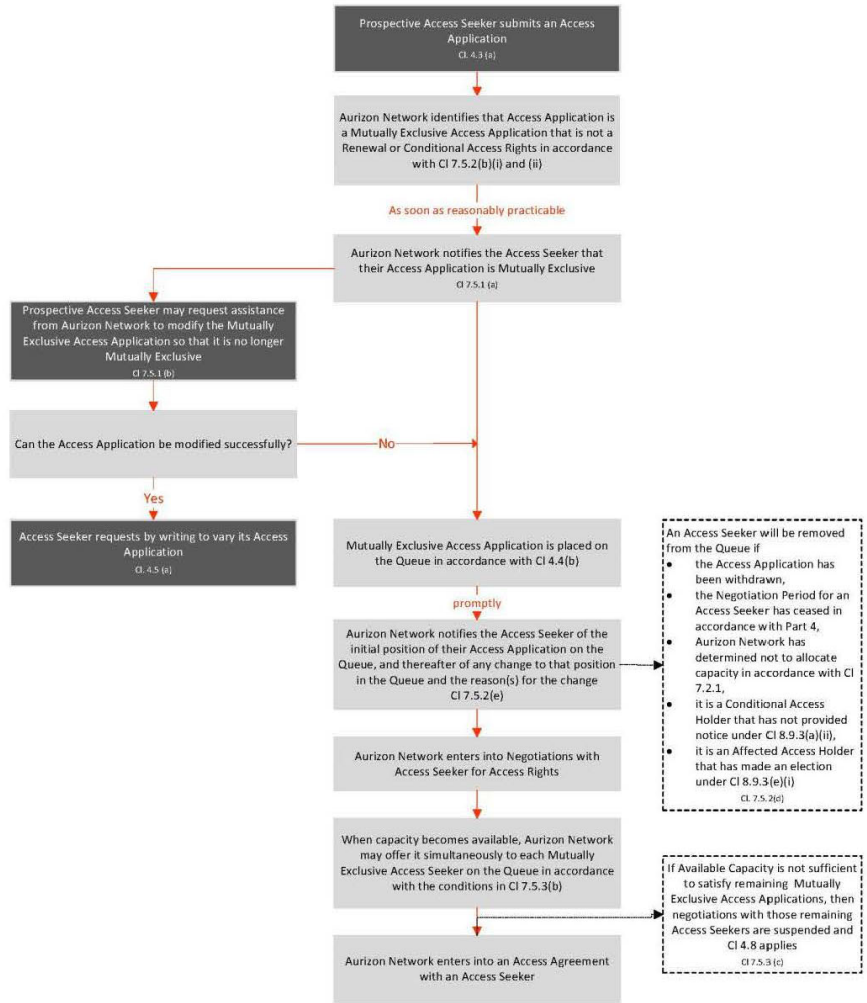 Prospective Access Seeker submits an Access
Application
Cl. 4.3 (a)
Aurizon Network identifies that Access Application is
a Mutually Exclusive Access Application that is not a
Renewal or Conditional Access Rights in accordance
with Cl 7.5.2(b)(i) and (ii)
As soon as reasonably practicable
Aurizon Network notifies the Access Seeker that
their Access Application is Mutually Exclusive
Cl 7.5.1 (a)
Prospective Access Seeker may request assistance
from Aurizon Network to modify the Mutually
Exclusive Access Application so that it is no longer
Mutually Exclusive
Cl 7.5.1 (b)
Can the Access Application be modified successfully?
No
Yes
Access Seeker requests by writing to vary its Access
Application
Cl. 4.5 (a)
Mutually Exclusive Access Application is placed on
the Queue in accordance with Cl 4.4(b)
promptly
Aurizon Network notifies the Access Seeker of the
initial position of their Access Application on the
Queue, and thereafter of any change to that position
in the Queue and the reason(s) for the change
Cl 7.5.2(e)
An Access Seeker will be removed
from the Queue if
• the Access Application has
been withdrawn,
• the Negotiation Period for an
Access Seeker has ceased in
accordance with Part 4,
• Aurizon Network has
determined not to allocate
capacity in accordance with Cl
7.2.1,
• it is a Conditional Access
Holder that has not provided
notice under Cl 8.9.3(a)(ii),
• it is an Affected Access Holder
that has made an election
under Cl 8.9.3(e)(i)
Cl. 7.5.2(d)
Aurizon Network enters into Negotiations with
Access Seeker for Access Rights
When capacity becomes available, Aurizon Network
may offer it simultaneously to each Mutually
Exclusive Access Seeker on the Queue in accordance
with the conditions in Cl 7.5.3(b)
If Available Capacity is not sufficient
to satisfy remaining Mutually
Exclusive Access Applications, then
negotiations with those remaining
Access Seekers are suspended and
Cl 4.8 applies
Cl 7.5.3 (c)
Aurizon Network enters into an Access Agreement
with an Access Seeker